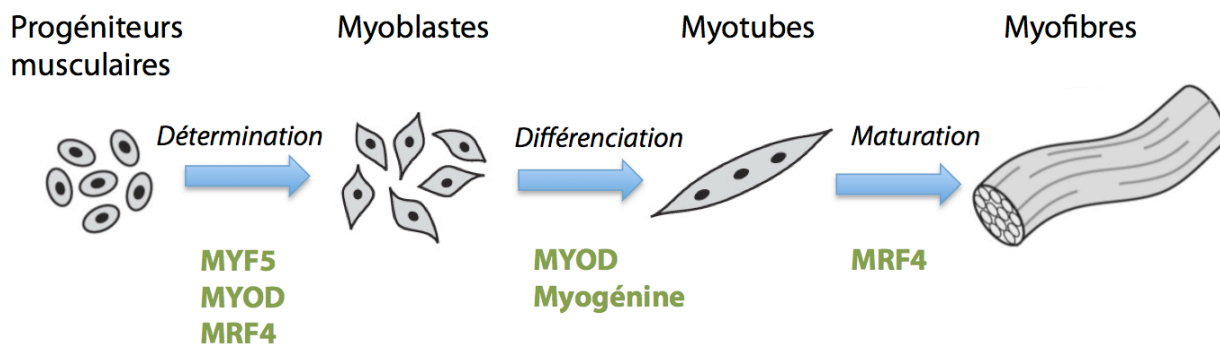 Progéniteurs
musculaires
Myoblastes
Myotubes
Myofibres
Détermination
Différenciation
Maturation
MYF5
MYOD
MRF4
MYOD
Myogénine
MRF4